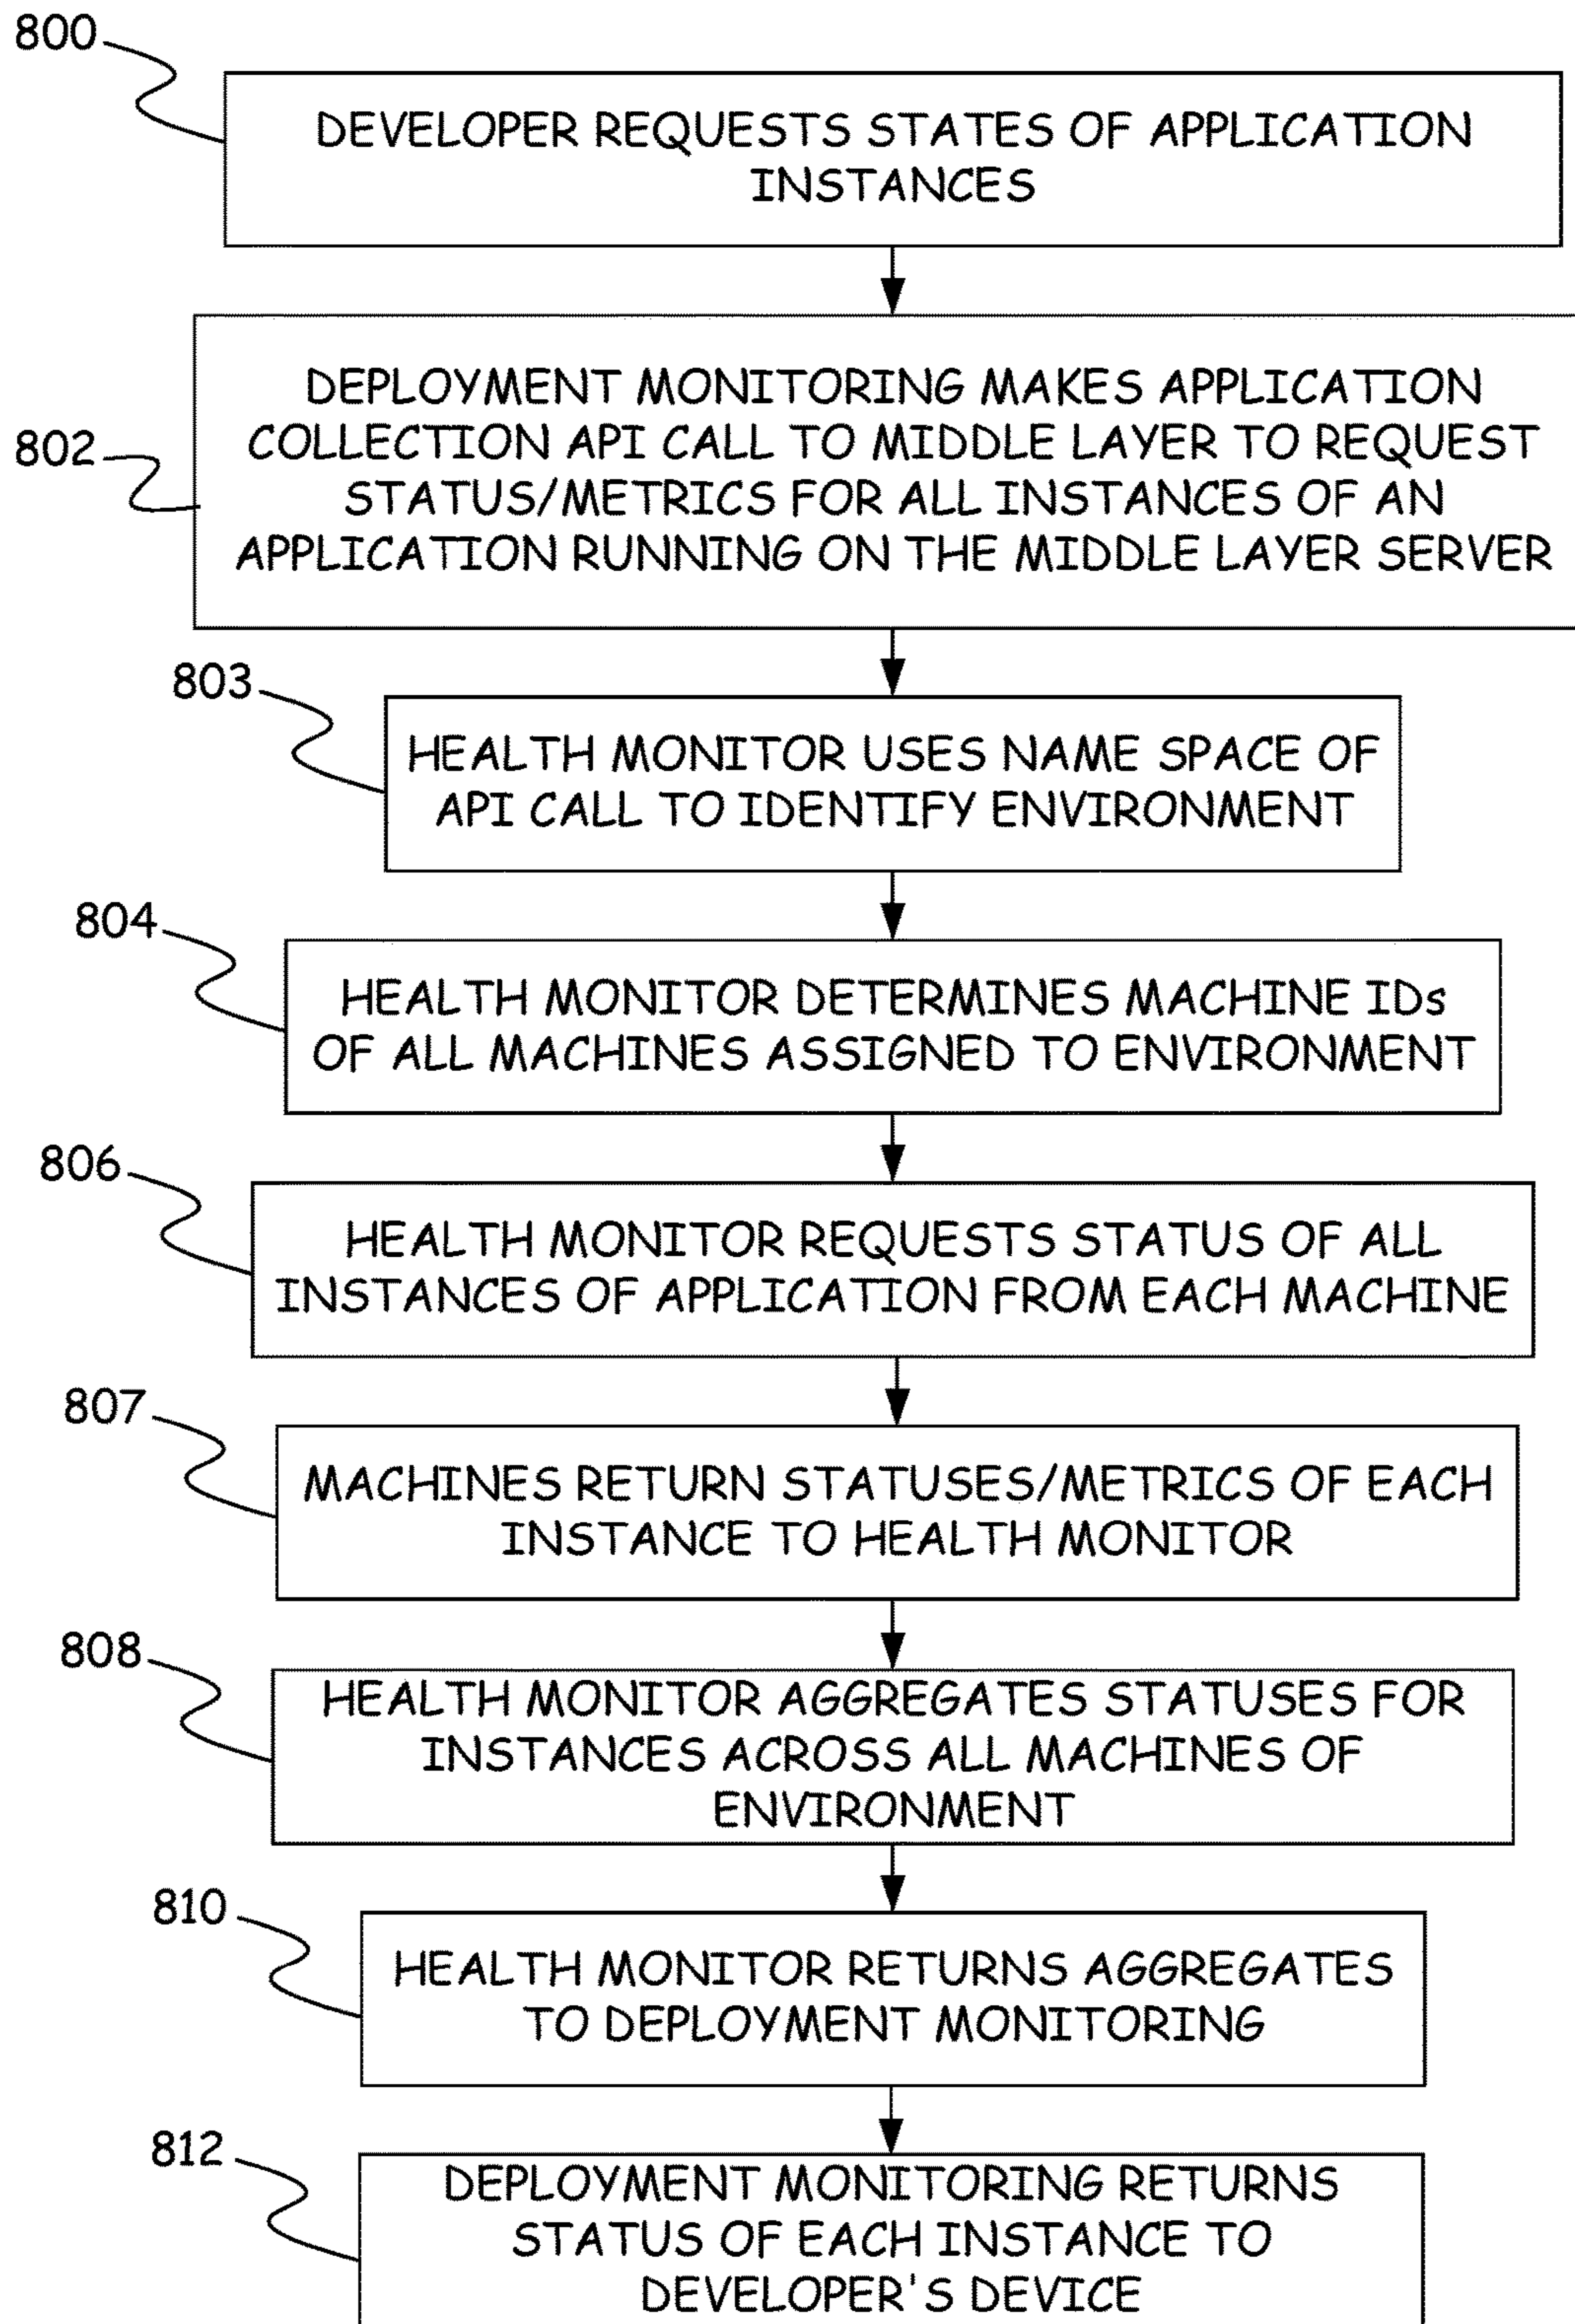 800
DEVELOPER REQUESTS STATES OF APPLICATION
INSTANCES
802
DEPLOYMENT MONITORING MAKES APPLICATION
COLLECTION API CALL TO MIDDLE LAYER TO REQUEST
STATUS/METRICS FOR ALL INSTANCES OF AN
APPLICATION RUNNING ON THE MIDDLE LAYER SERVER
803
HEALTH MONITOR USES NAME SPACE OF
API CALL TO IDENTIFY ENVIRONMENT
804
HEALTH MONITOR DETERMINES MACHINE IDs
OF ALL MACHINES ASSIGNED TO ENVIRONMENT
806
HEALTH MONITOR REQUESTS STATUS OF ALL
INSTANCES OF APPLICATION FROM EACH MACHINE
807
MACHINES RETURN STATUSES/METRICS OF EACH
INSTANCE TO HEALTH MONITOR
808
HEALTH MONITOR AGGREGATES STATUSES FOR
INSTANCES ACROSS ALL MACHINES OF
ENVIRONMENT
810
HEALTH MONITOR RETURNS AGGREGATES
TO DEPLOYMENT MONITORING
812
DEPLOYMENT MONITORING RETURNS
STATUS OF EACH INSTANCE TO
DEVELOPER'S DEVICE